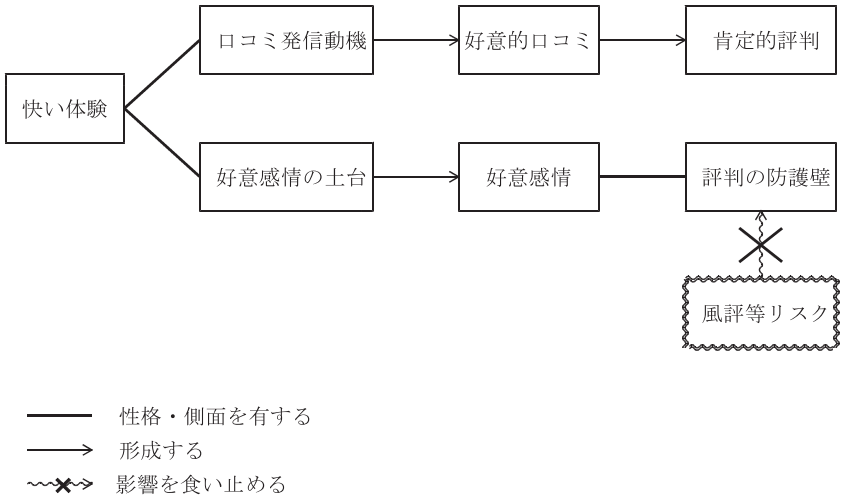 口コミ発信動機
好意的口コミ
肯定的評判
快い体験
好意感情の土台
好意感情
評判の防護壁
風評等リスク
性格・側面を有する
形成する
影響を食い止める